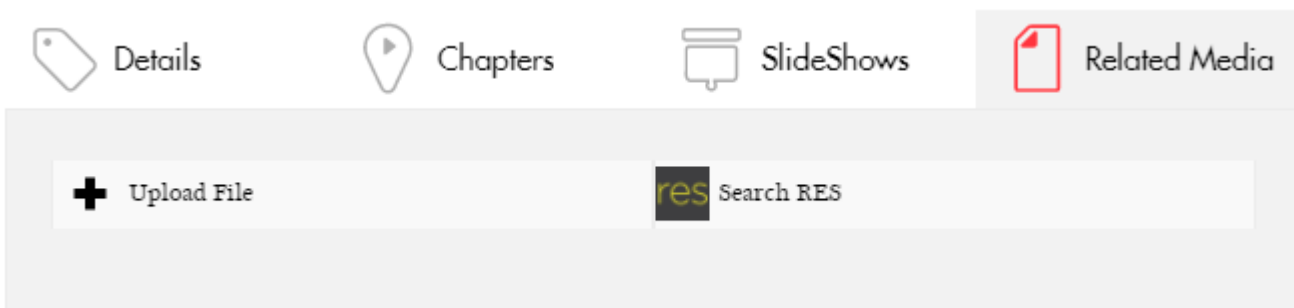 Details
Chapters
SlideShows
Related Media
Upload File
res Search RES